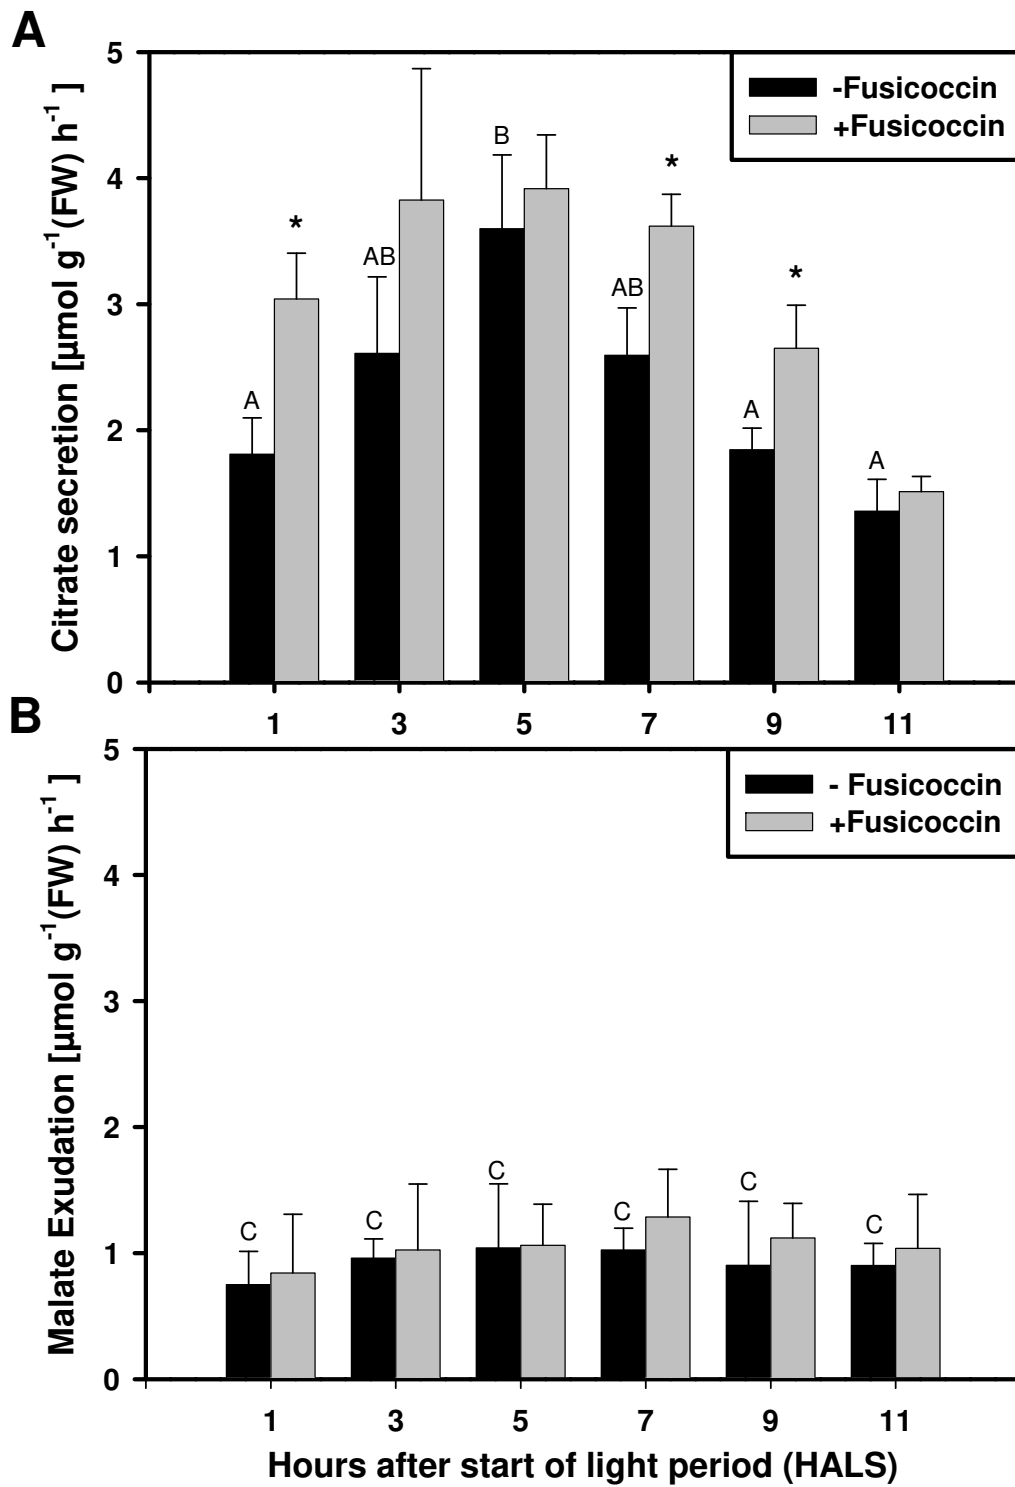 A
Citrate secretion [µmol g⁻¹(FW) h⁻¹ ]
5
4
3
2
1
0
-Fusicoccin
+Fusicoccin
A
*
AB
B
AB
*
A
*
A
1 3 5 7 9 11
B
Malate Exudation [µmol g⁻¹(FW) h⁻¹ ]
5
4
3
2
1
0
- Fusicoccin
+Fusicoccin
C
C
C
C
C
C
1 3 5 7 9 11
Hours after start of light period (HALS)